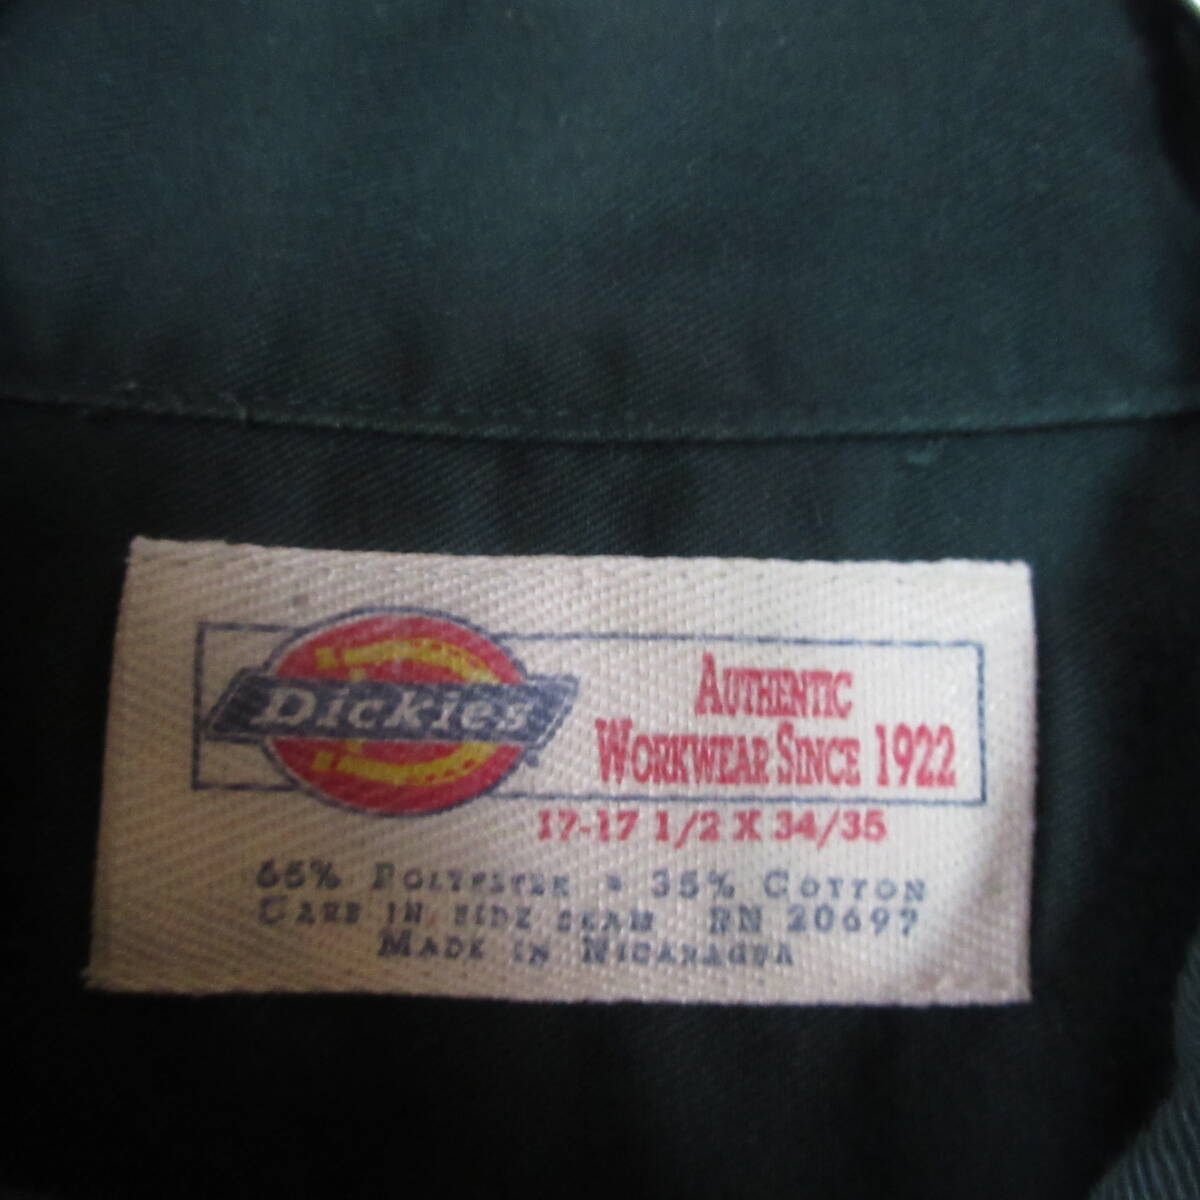 Dickies
AUTHENTIC
WORKWEAR SINCE 1922
17-17 1/2 X 34/35
65% POLYESTER • 35% COTTON
CARE IN SIDE SEAM RN 20697
MADE IN NICARAGUA